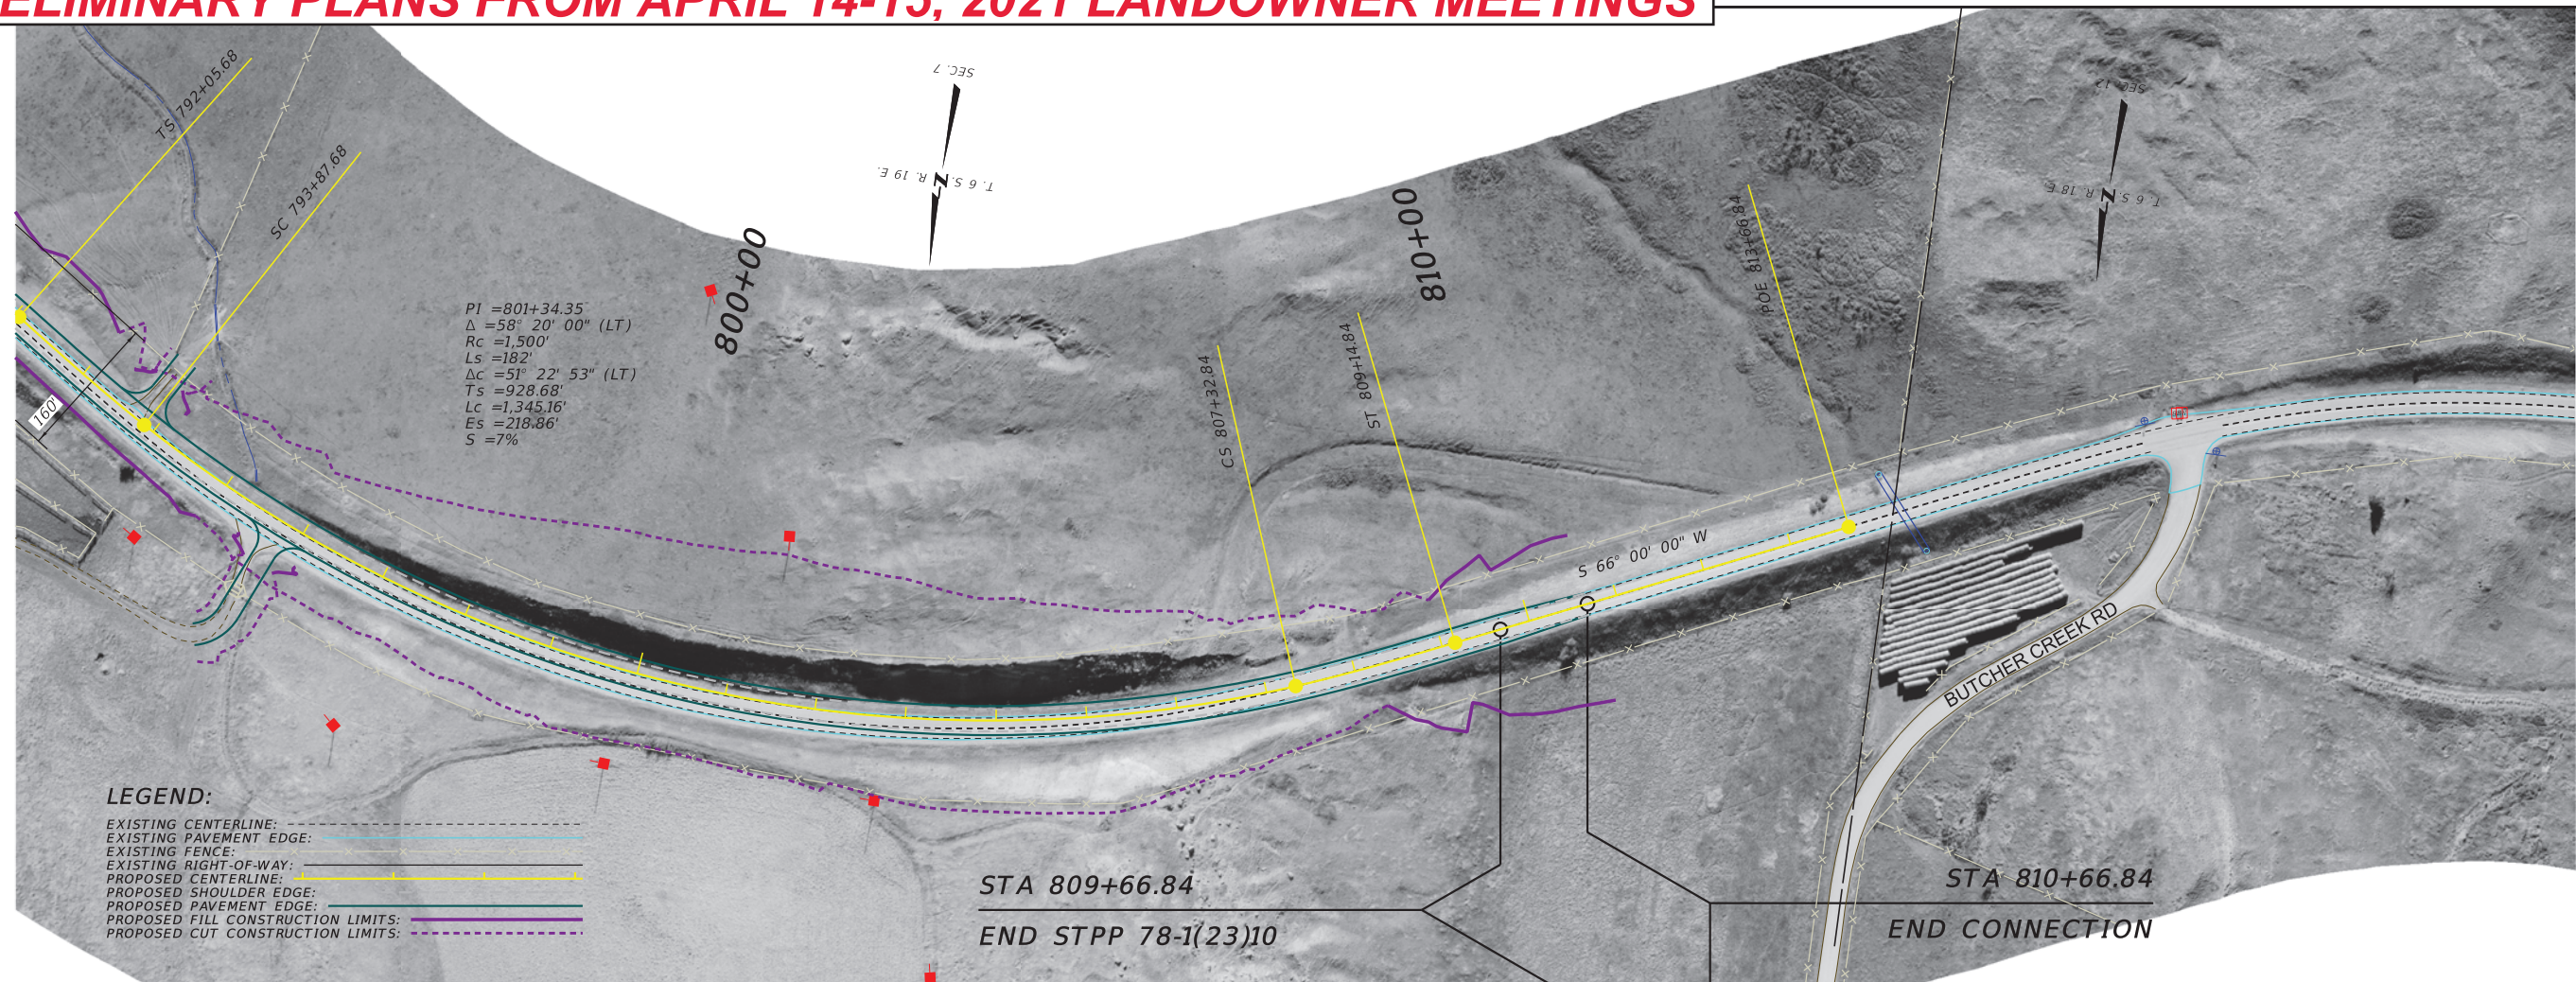 ELIMINARY PLANS FROM APRIL 14-15, 2021 LANDOWNER MEETINGS
TS 792+05.68
SC 793+87.68
SEC. 7
T. 6 S. R. 19 E.
N
800+00
810+00
POE 813+66.84
SEC. 12
T. 6 S. R. 18 E.
N
PI =801+34.35
Δ =58° 20' 00" (LT)
Rc =1,500'
Ls =182'
Δc =51° 22' 53" (LT)
Ts =928.68'
Lc =1,345.16'
Es =218.86'
S =7%
CS 807+32.84
ST 809+14.84
160'
S 66° 00' 00" W
BUTCHER CREEK RD
LEGEND:
EXISTING CENTERLINE:
EXISTING PAVEMENT EDGE:
EXISTING FENCE:
EXISTING RIGHT-OF-WAY:
PROPOSED CENTERLINE:
PROPOSED SHOULDER EDGE:
PROPOSED PAVEMENT EDGE:
PROPOSED FILL CONSTRUCTION LIMITS:
PROPOSED CUT CONSTRUCTION LIMITS:
STA 809+66.84
END STPP 78-1(23)10
STA 810+66.84
END CONNECTION